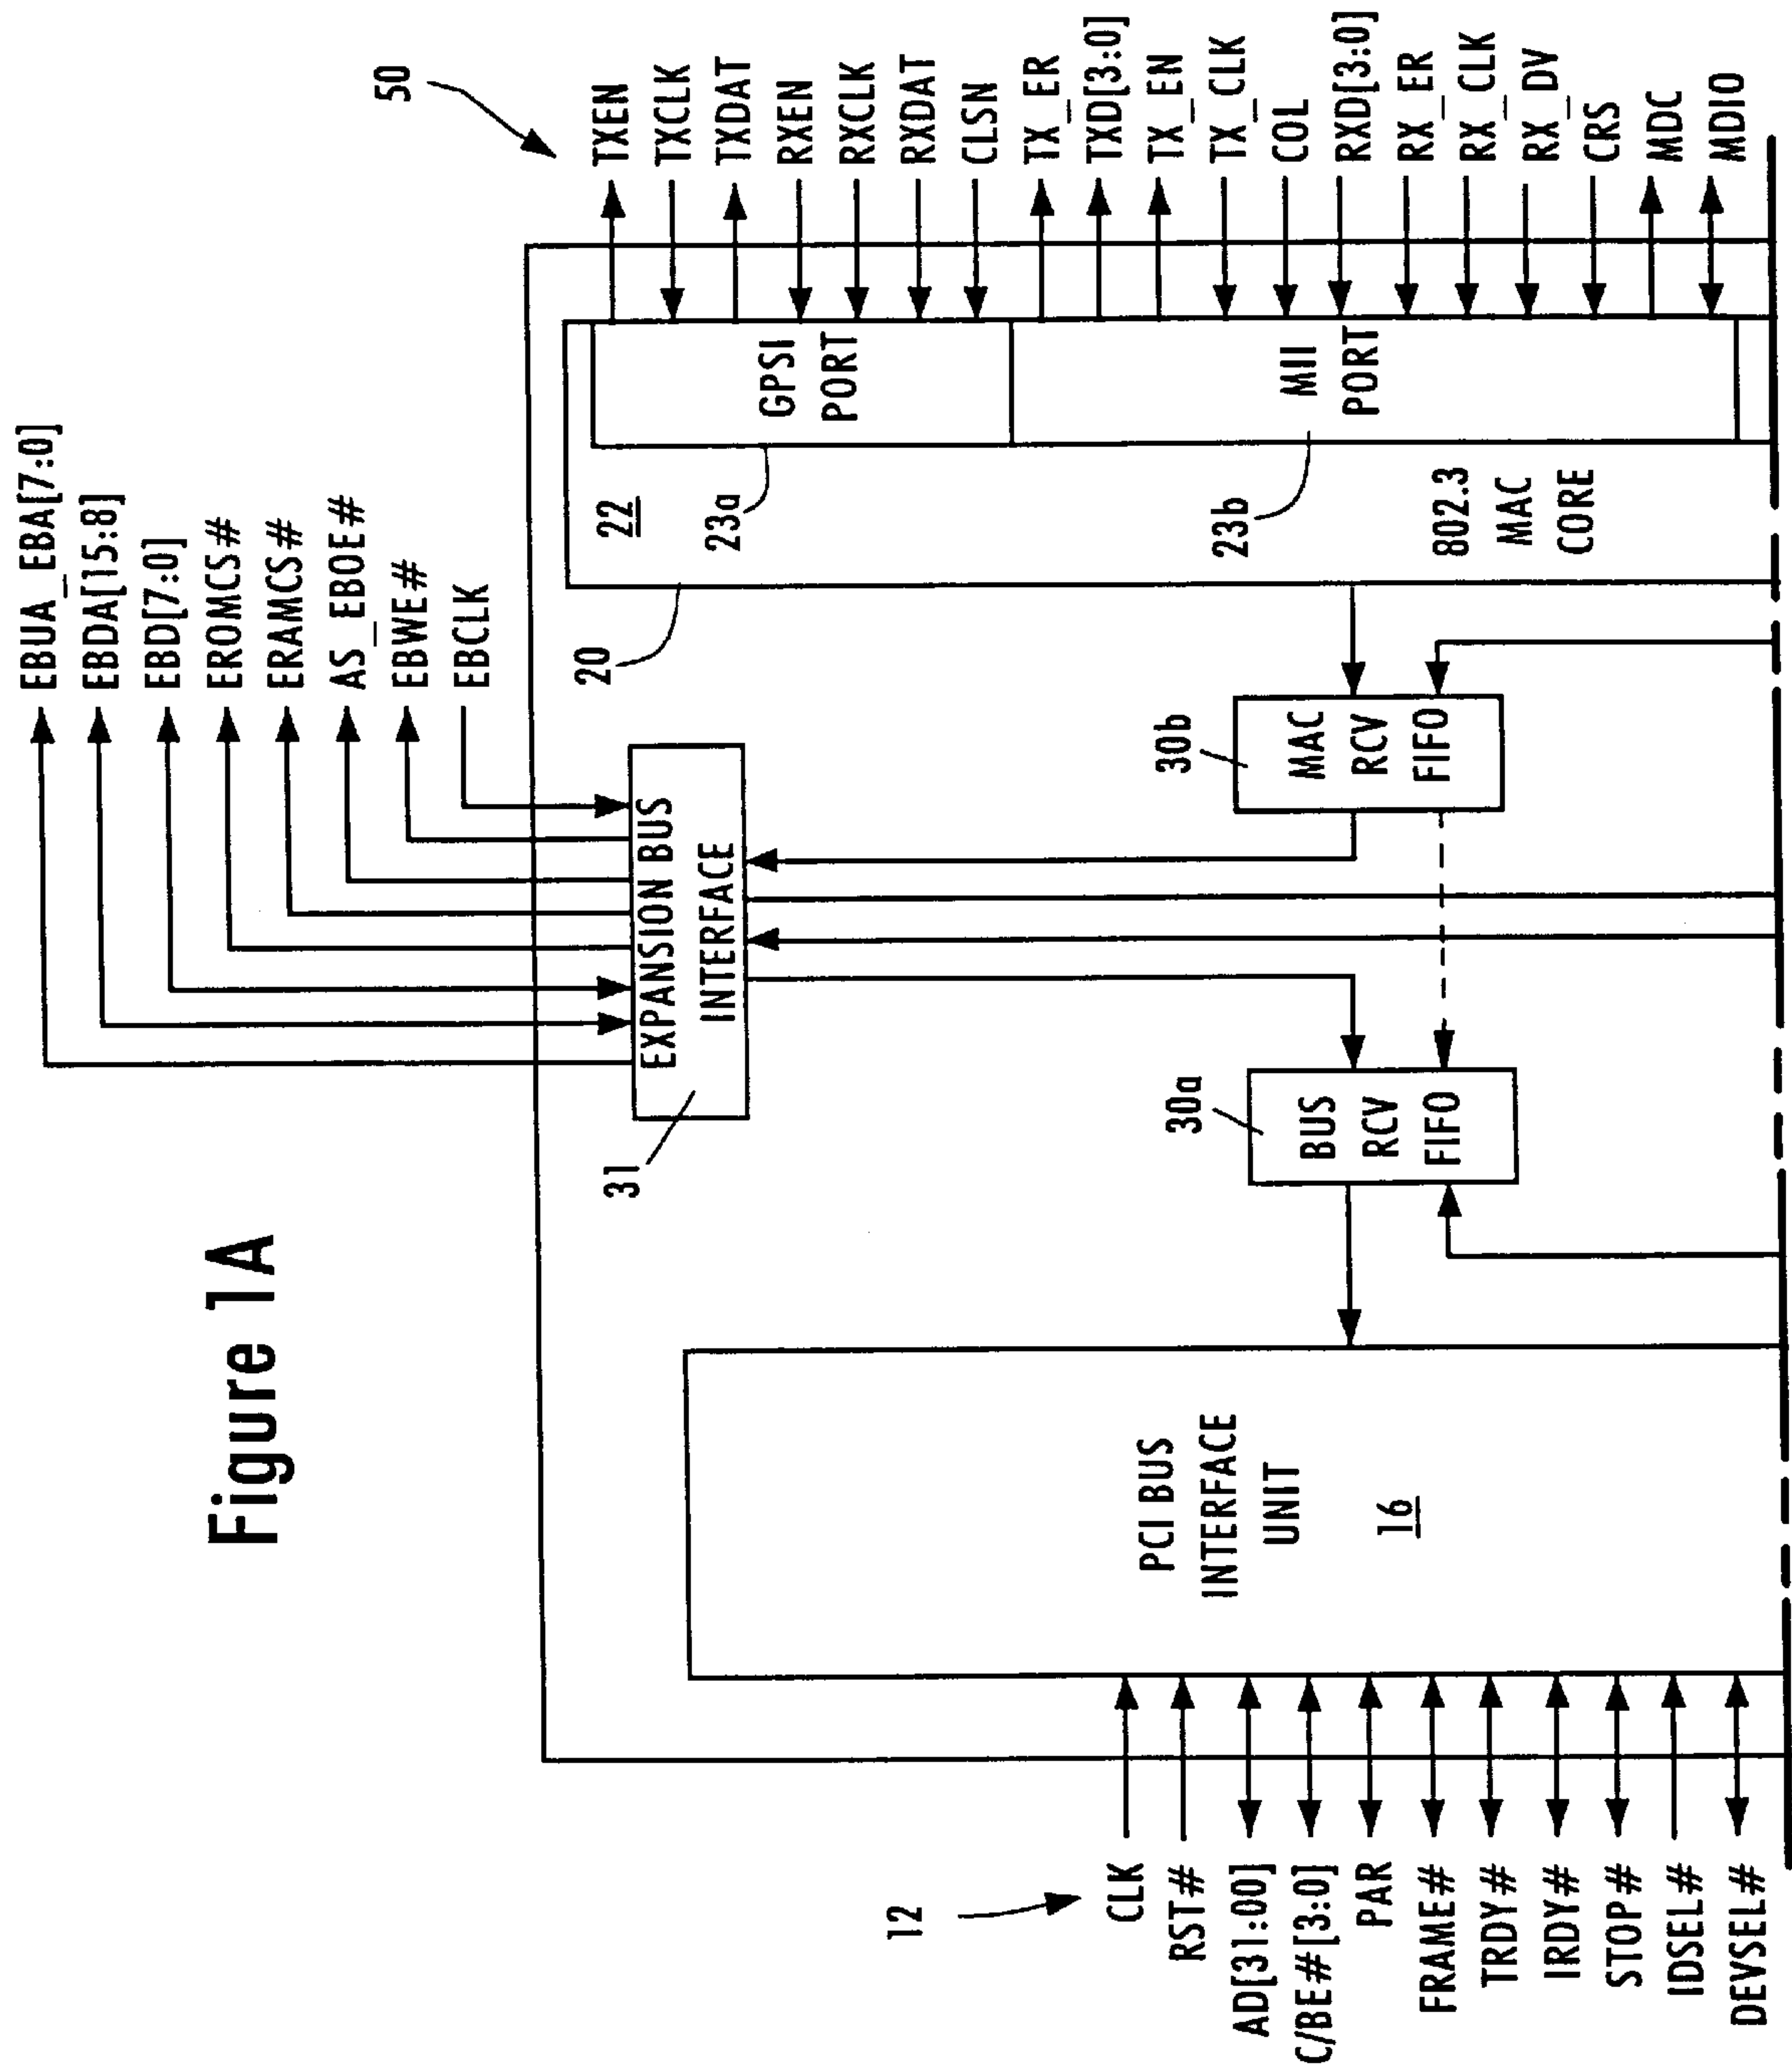 Figure 1A
EBUA_EBA[7:0]
EBDA[15:8]
EBD[7:0]
EROMCS#
ERAMCS#
AS_EBOE#
EBWE#
EBCLK
50
TXEN
TXCLK
TXDAT
RXEN
RXCLK
RXDAT
CLSN
TX_ER
TXD[3:0]
TX_EN
TX_CLK
COL
RXD[3:0]
RX_ER
RX_CLK
RX_DV
CRS
MDC
MDIO
31
EXPANSION BUS
INTERFACE
20
22
23a
GPSI
PORT
23b
MII
PORT
802.3
MAC
CORE
30b
MAC
RCV
FIFO
30a
BUS
RCV
FIFO
PCI BUS
INTERFACE
UNIT
16
12
CLK
RST#
AD[31:00]
C/BE#[3:0]
PAR
FRAME#
TRDY#
IRDY#
STOP#
IDSEL#
DEVSEL#